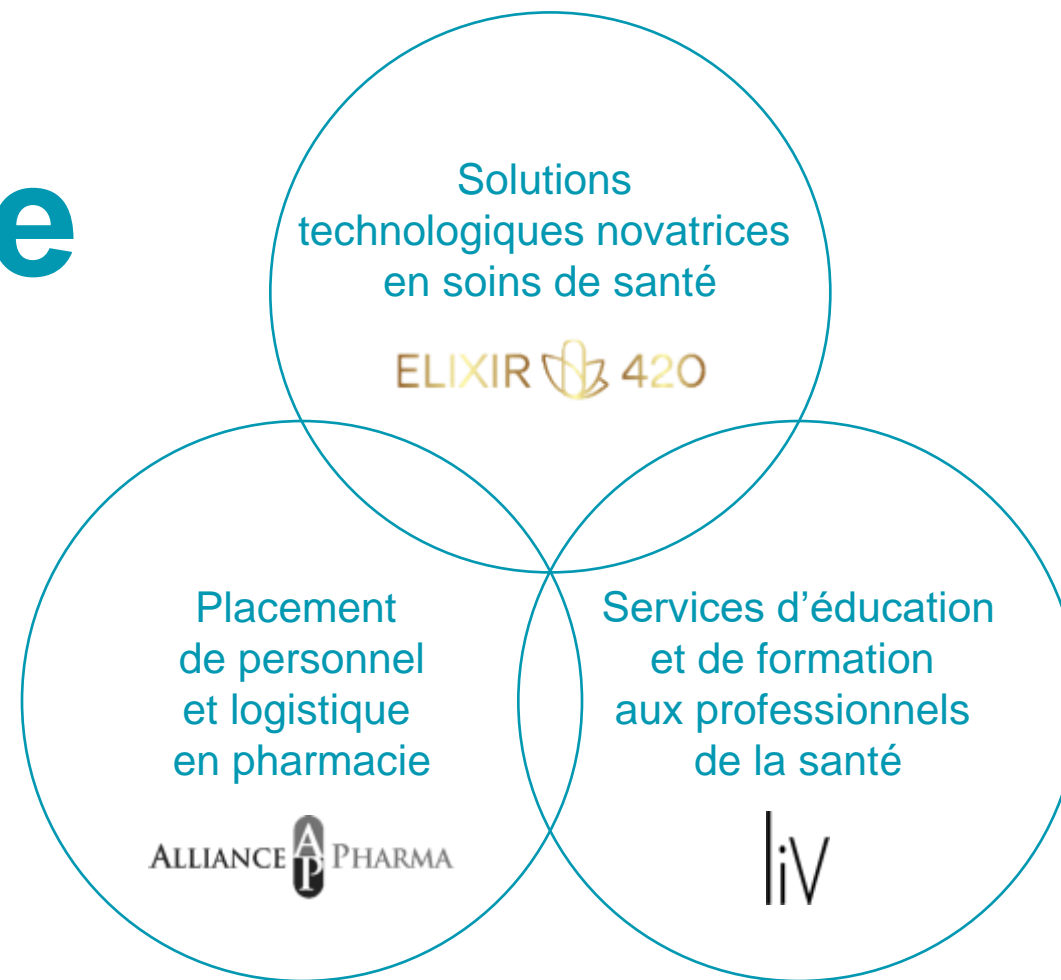 e
Solutions
technologiques novatrices
en soins de santé
ELIXIR 420
Placement
de personnel
et logistique
en pharmacie
ALLIANCE AP PHARMA
Services d’éducation
et de formation
aux professionnels
de la santé
liV